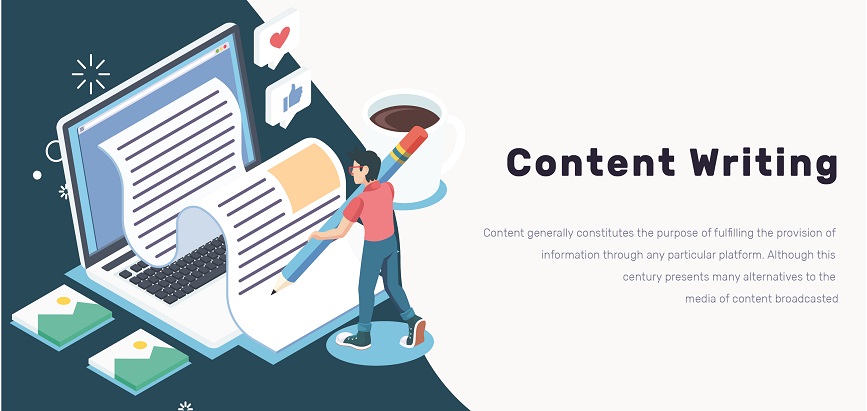 Content Writing
Content generally constitutes the purpose of fulfilling the provision of
information through any particular platform. Although this
century presents many alternatives to the
media of content broadcasted